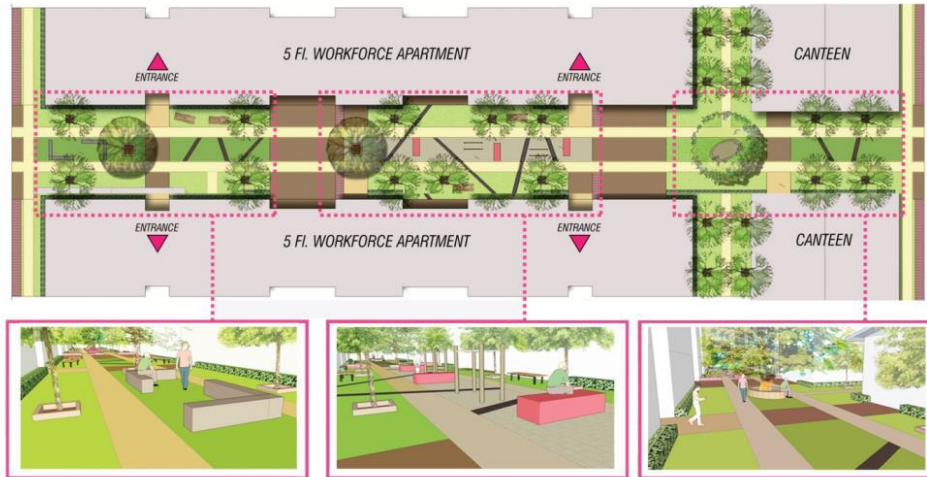 5 Fl. WORKFORCE APARTMENT
CANTEEN
ENTRANCE
ENTRANCE
ENTRANCE
ENTRANCE
5 Fl. WORKFORCE APARTMENT
CANTEEN